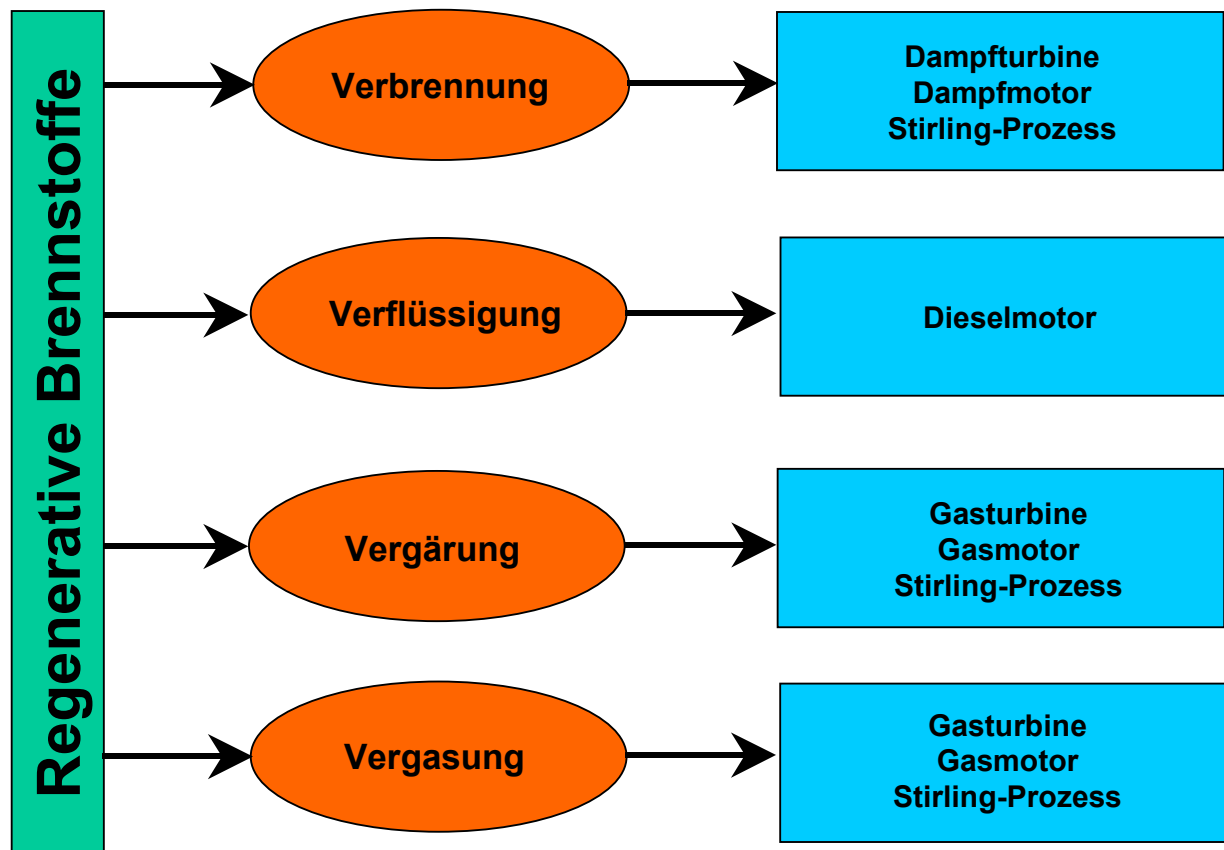 Regenerative Brennstoffe
Verbrennung
Dampfturbine
Dampfmotor
Stirling-Prozess
Verflüssigung
Dieselmotor
Vergärung
Gasturbine
Gasmotor
Stirling-Prozess
Vergasung
Gasturbine
Gasmotor
Stirling-Prozess